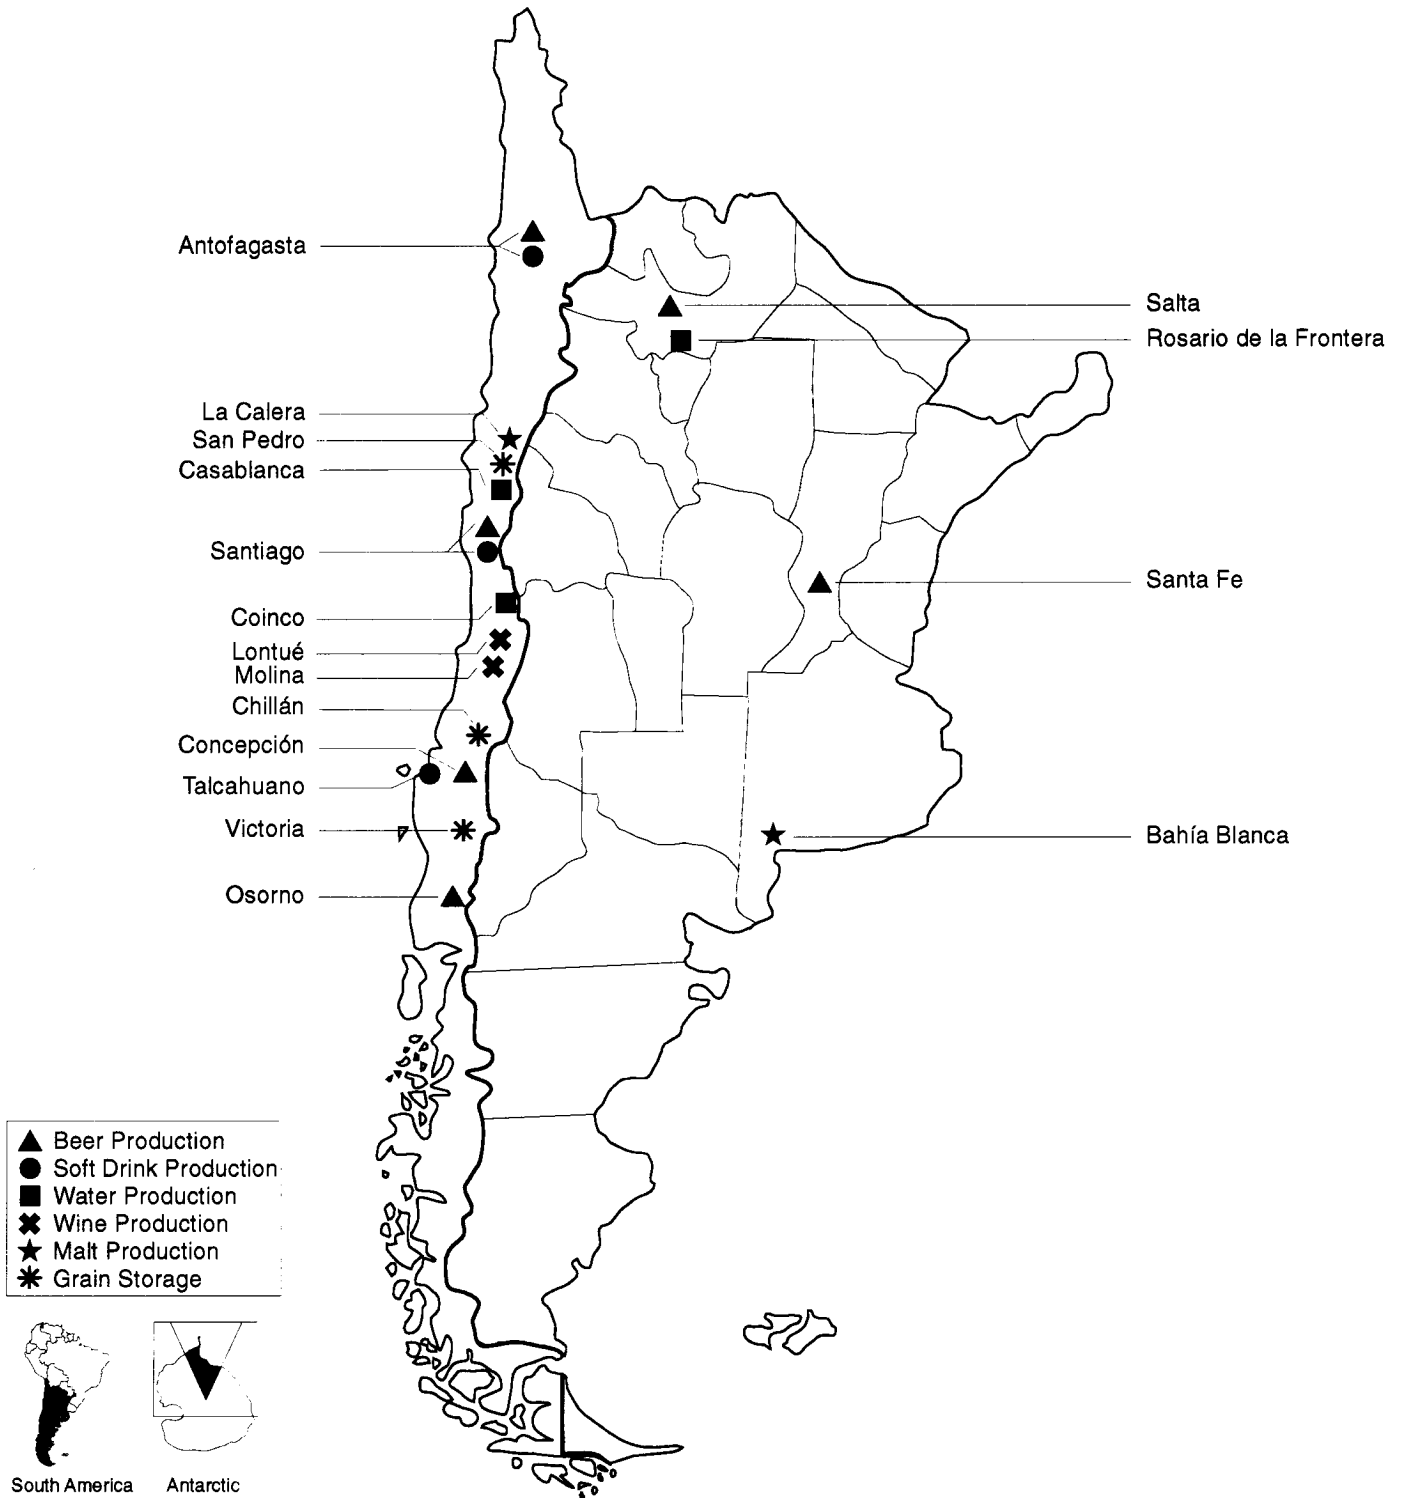 Antofagasta
Salta
Rosario de la Frontera
La Calera
San Pedro
Casablanca
Santiago
Santa Fe
Coinco
Lontué
Molina
Chillán
Concepción
Talcahuano
Victoria
Bahía Blanca
Osorno
Beer Production
Soft Drink Production
Water Production
Wine Production
Malt Production
Grain Storage
South America
Antarctic